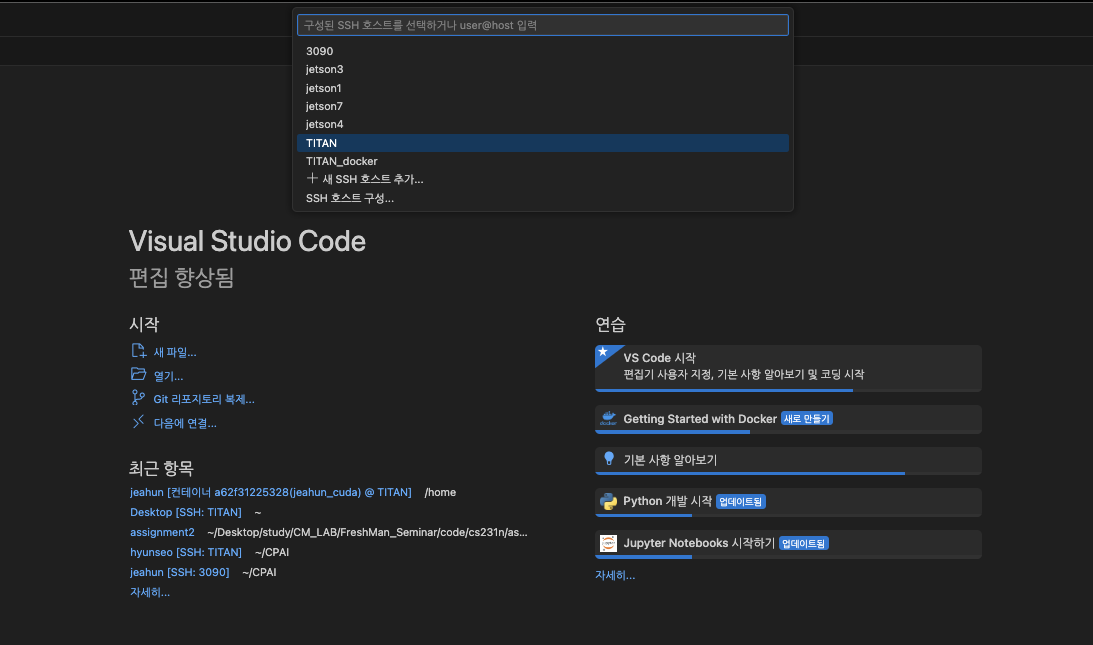 구성된 SSH 호스트를 선택하거나 user@host 입력
3090
jetson3
jetson1
jetson7
jetson4
TITAN
TITAN_docker
새 SSH 호스트 추가...
SSH 호스트 구성...
Visual Studio Code
편집 향상됨
시작
새 파일...
열기...
Git 리포지토리 복제...
다음에 연결...
최근 항목
jeahun [컨테이너 a62f31225328(jeahun_cuda) @ TITAN] /home
Desktop [SSH: TITAN] ~
assignment2 ~/Desktop/study/CM_LAB/FreshMan_Seminar/code/cs231n/as...
hyunseo [SSH: TITAN] ~/CPAI
jeahun [SSH: 3090] ~/CPAI
자세히...
연습
VS Code 시작
편집기 사용자 지정, 기본 사항 알아보기 및 코딩 시작
docker
Getting Started with Docker 새로 만들기
기본 사항 알아보기
Python 개발 시작 업데이트됨
jupyter
Jupyter Notebooks 시작하기 업데이트됨
자세히...